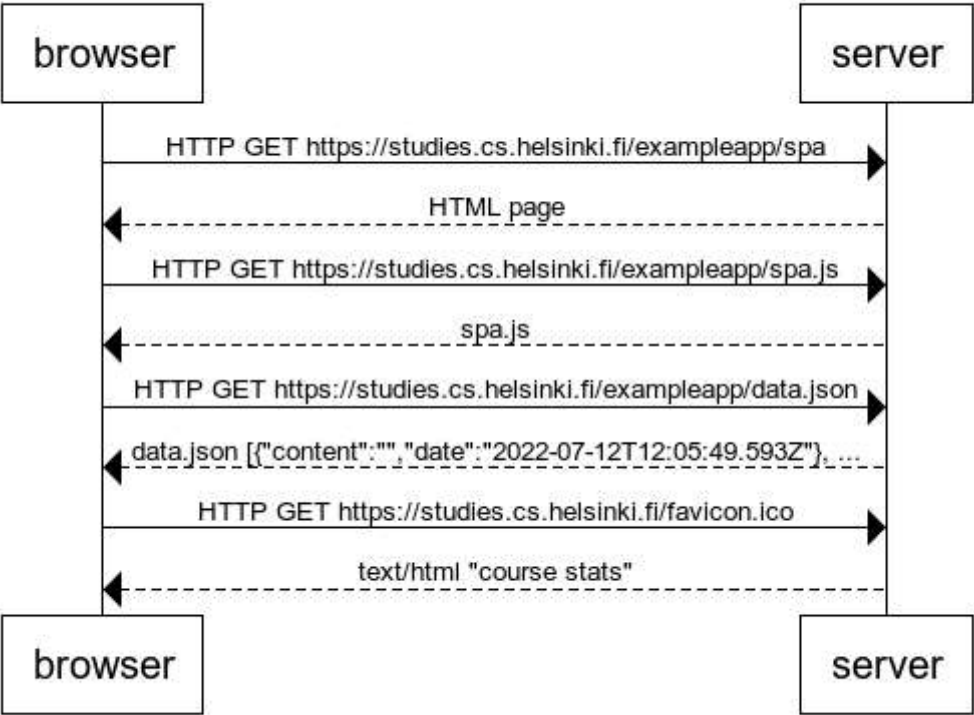 browser server
HTTP GET https://studies.cs.helsinki.fi/exampleapp/spa
HTML page
HTTP GET https://studies.cs.helsinki.fi/exampleapp/spa.js
spa.js
HTTP GET https://studies.cs.helsinki.fi/exampleapp/data.json
data.json [{"content":"","date":"2022-07-12T12:05:49.593Z"}, ...
HTTP GET https://studies.cs.helsinki.fi/favicon.ico
text/html "course stats"
browser server